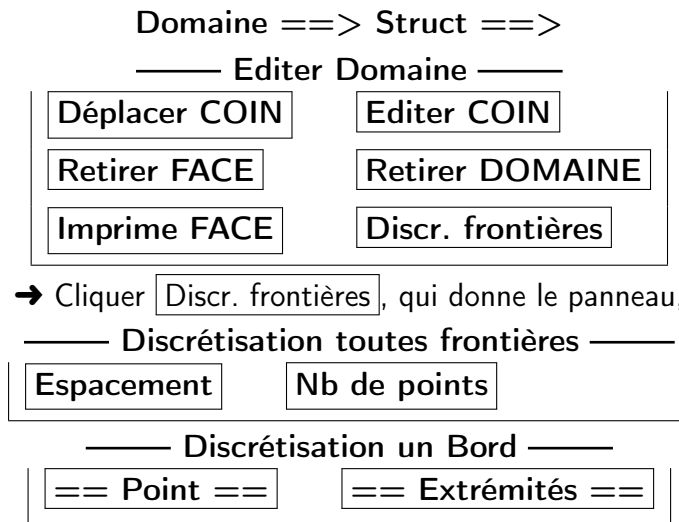 Domaine ==> Struct ==>
Editer Domaine
Déplacer COIN Editer COIN
Retirer FACE Retirer DOMAINE
Imprime FACE Discr. frontières
➜ Cliquer Discr. frontières, qui donne le panneau,
Discrétisation toutes frontières
Espacement Nb de points
Discrétisation un Bord
== Point == == Extrémités ==